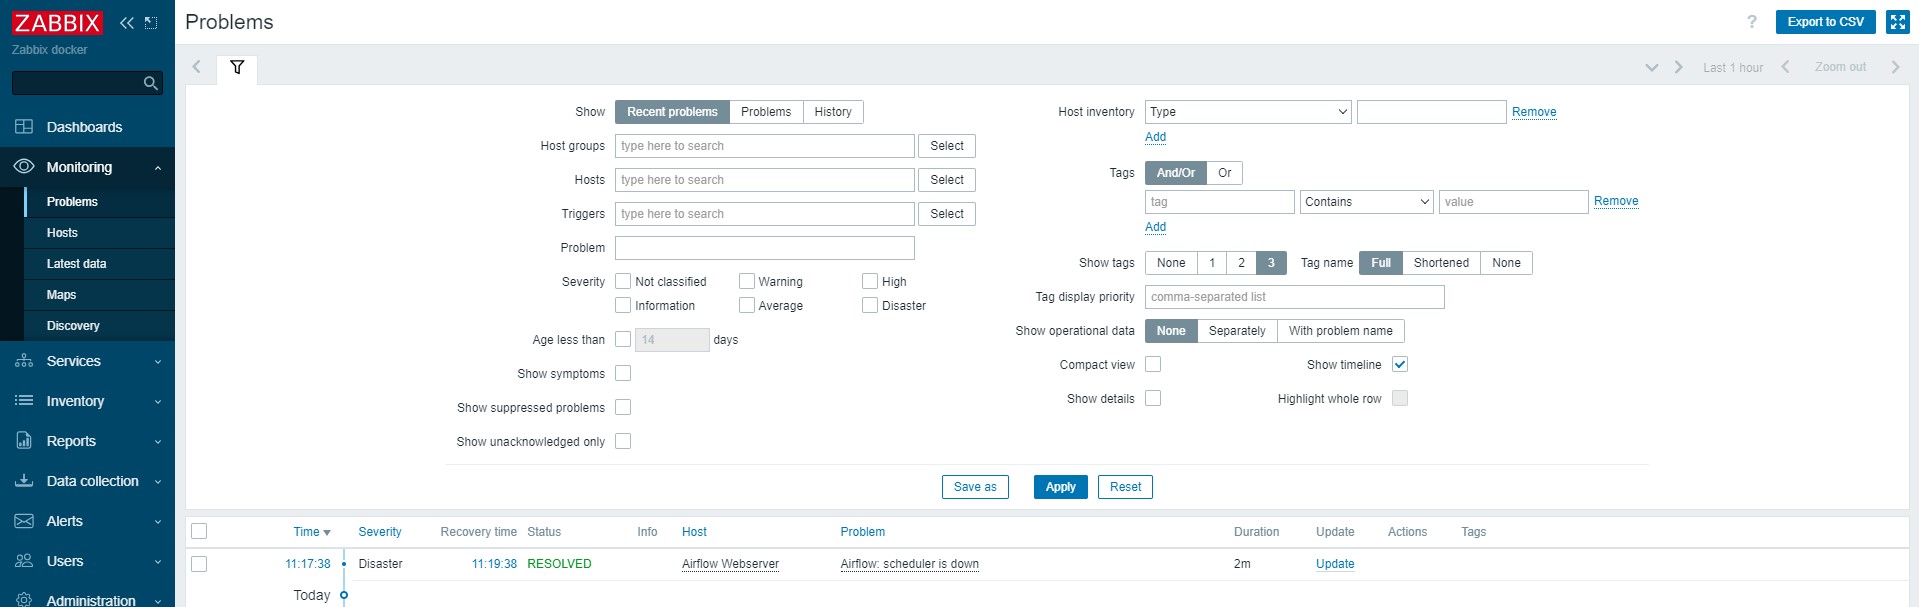 ZABBIX
Zabbix docker
Dashboards
Monitoring
Problems
Hosts
Latest data
Maps
Discovery
Services
Inventory
Reports
Data collection
Alerts
Users
Administration
Problems
? Export to CSV
Last 1 hour Zoom out
Show Recent problems Problems History
Host groups type here to search Select
Hosts type here to search Select
Triggers type here to search Select
Problem
Severity Not classified Warning High
Information Average Disaster
Age less than 14 days
Show symptoms
Show suppressed problems
Show unacknowledged only
Host inventory Type Remove
Add
Tags And/Or Or
tag Contains value Remove
Add
Show tags None 1 2 3 Tag name Full Shortened None
Tag display priority comma-separated list
Show operational data None Separately With problem name
Compact view Show timeline
Show details Highlight whole row
Save as Apply Reset
Time Severity Recovery time Status Info Host Problem Duration Update Actions Tags
11:17:38 Disaster 11:19:38 RESOLVED Airflow Webserver Airflow: scheduler is down 2m Update
Today